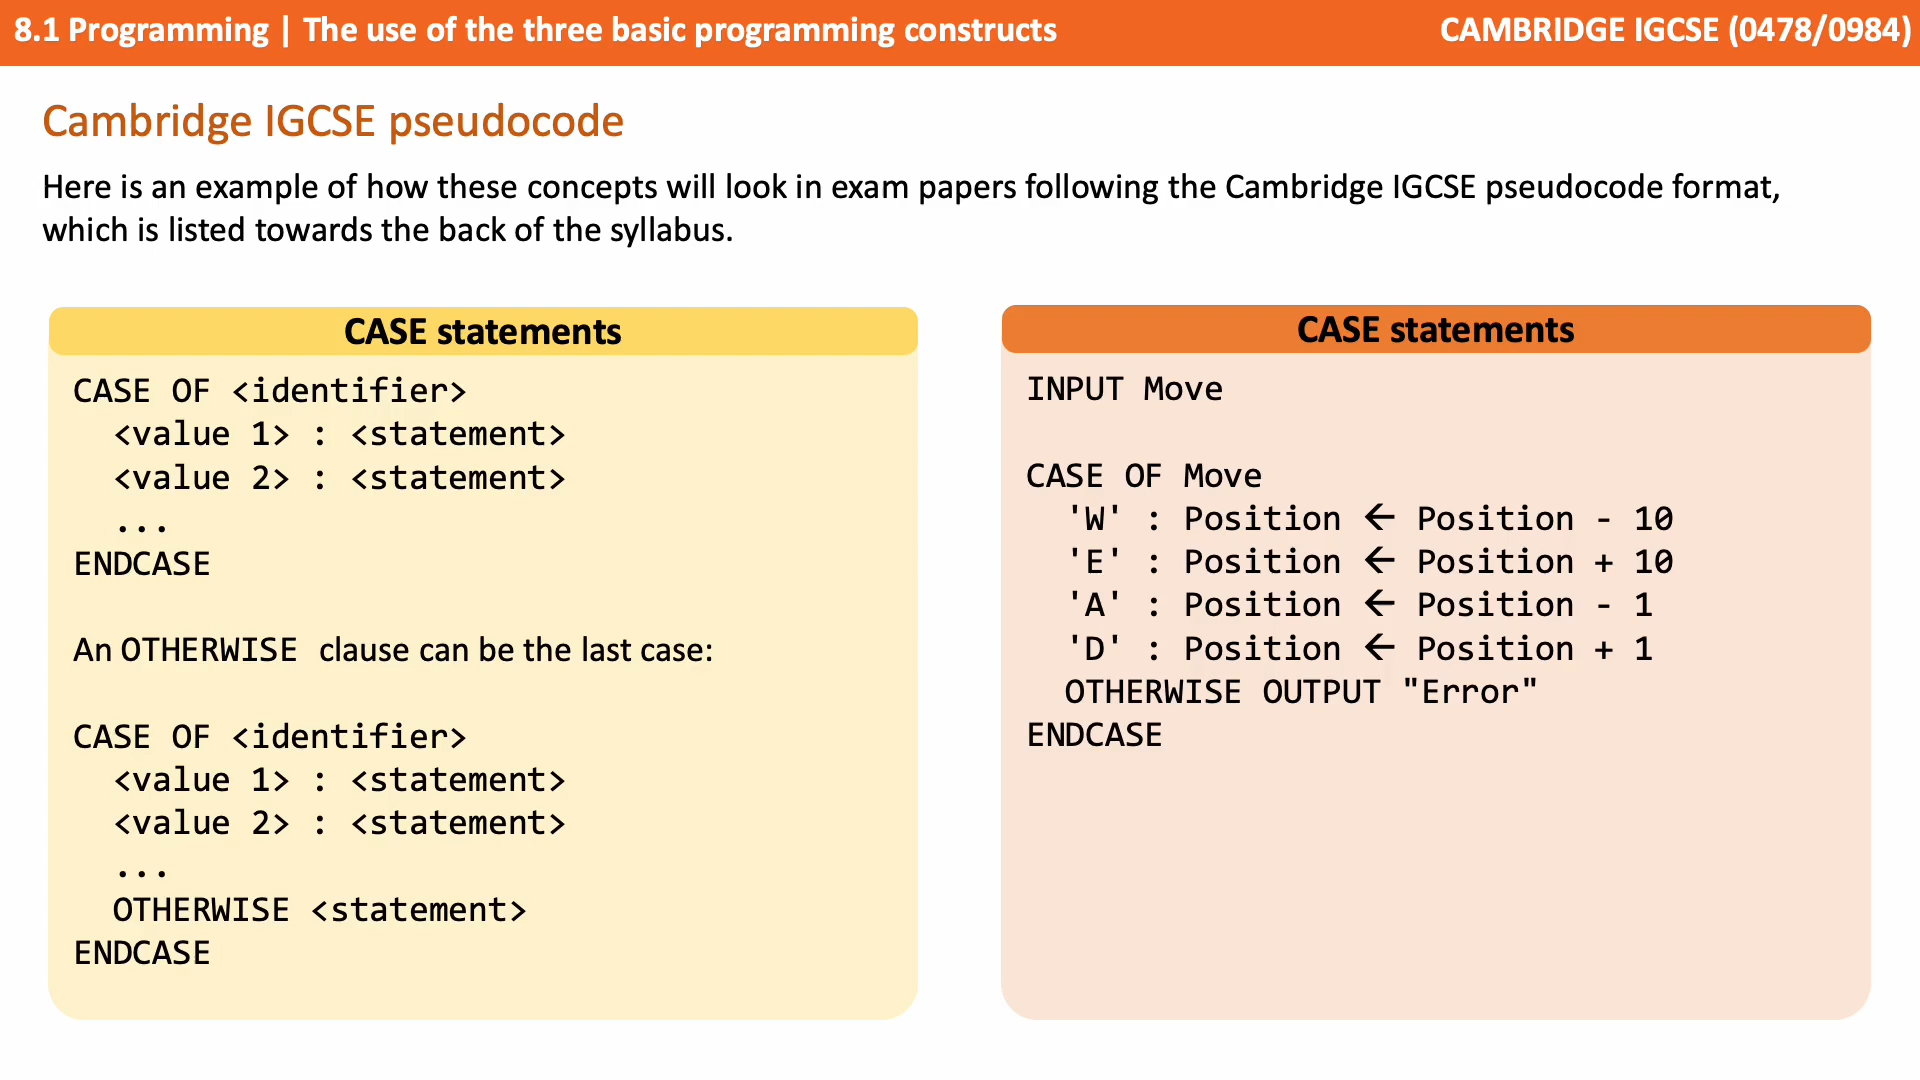 8.1 Programming | The use of the three basic programming constructs
CAMBRIDGE IGCSE (0478/0984)
Cambridge IGCSE pseudocode
Here is an example of how these concepts will look in exam papers following the Cambridge IGCSE pseudocode format,
which is listed towards the back of the syllabus.
CASE statements
CASE OF <identifier>
  <value 1> : <statement>
  <value 2> : <statement>
  ...
ENDCASE
An OTHERWISE clause can be the last case:
CASE OF <identifier>
  <value 1> : <statement>
  <value 2> : <statement>
  ...
  OTHERWISE <statement>
ENDCASE
CASE statements
INPUT Move
CASE OF Move
  'W' : Position ← Position - 10
  'E' : Position ← Position + 10
  'A' : Position ← Position - 1
  'D' : Position ← Position + 1
  OTHERWISE OUTPUT "Error"
ENDCASE